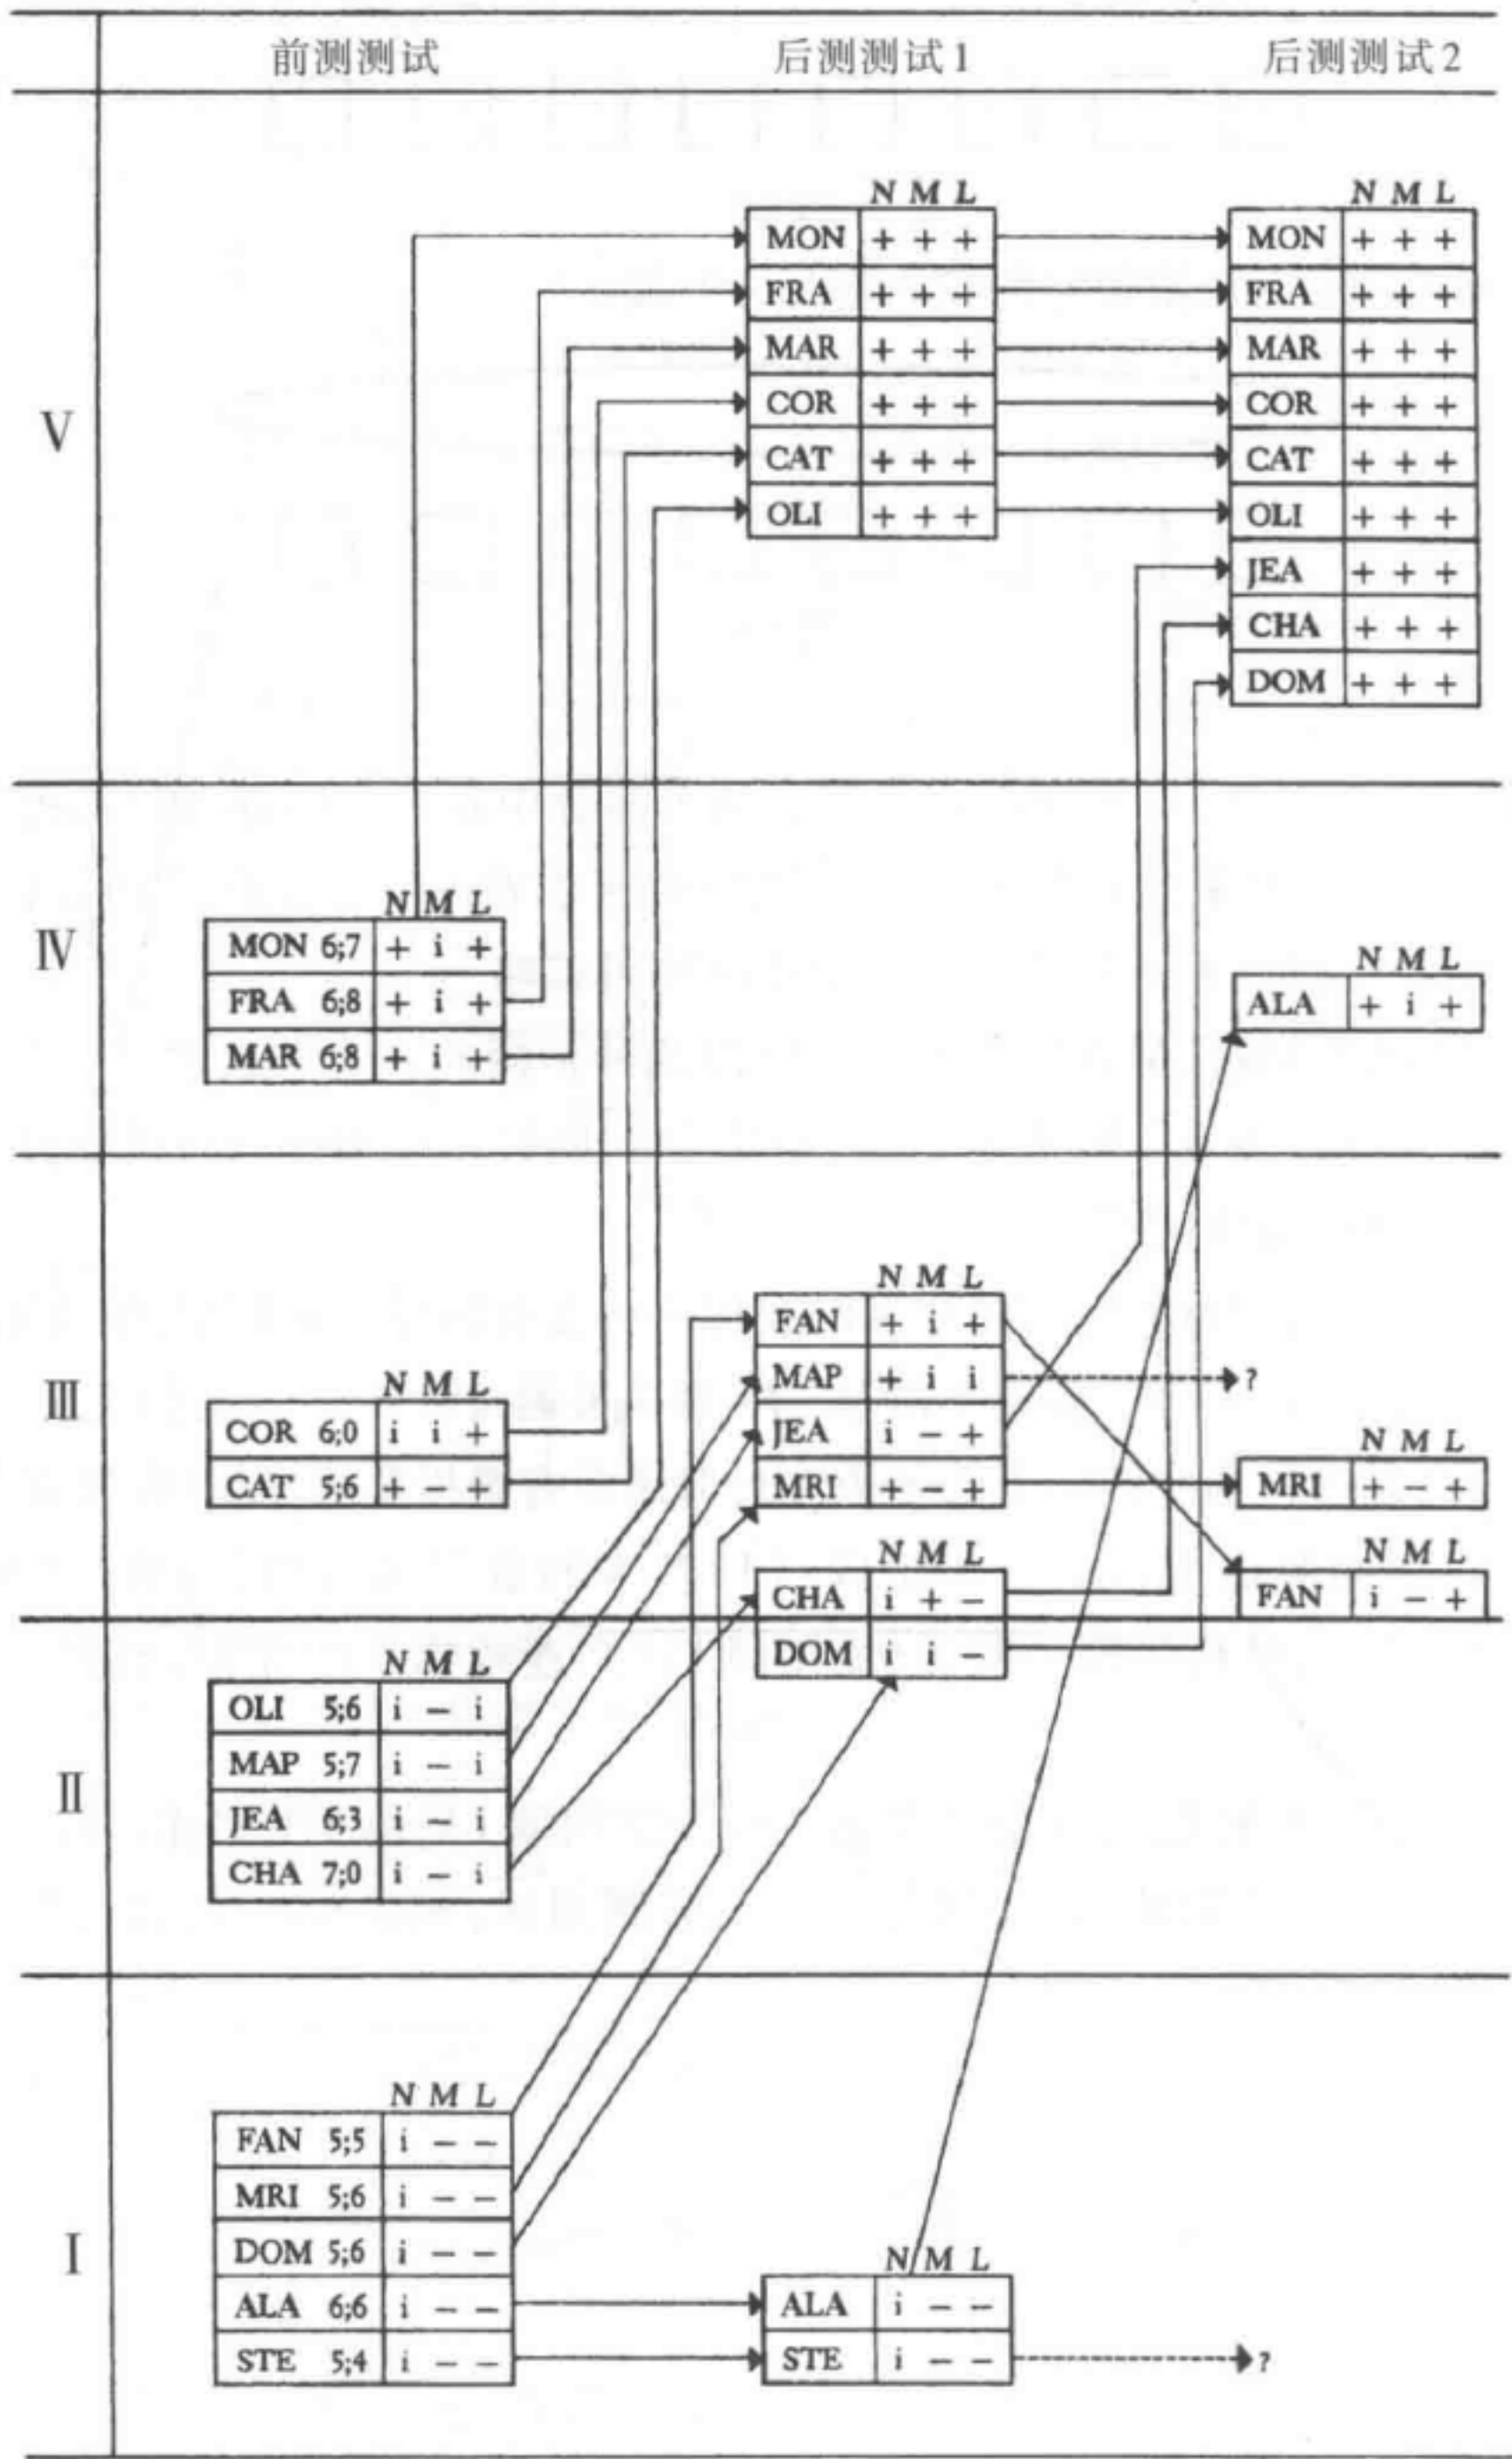 前测测试 后测测试1 后测测试2
V
N M L
MON + + +
FRA + + +
MAR + + +
COR + + +
CAT + + +
OLI + + +
N M L
MON + + +
FRA + + +
MAR + + +
COR + + +
CAT + + +
OLI + + +
JEA + + +
CHA + + +
DOM + + +
IV
N M L
MON 6;7 + i +
FRA 6;8 + i +
MAR 6;8 + i +
N M L
ALA + i +
III
N M L
COR 6;0 i i +
CAT 5;6 + − +
N M L
FAN + i +
MAP + i i
JEA i − +
MRI + − +
?
N M L
MRI + − +
N M L
CHA i + −
DOM i i −
N M L
FAN i − +
II
N M L
OLI 5;6 i − i
MAP 5;7 i − i
JEA 6;3 i − i
CHA 7;0 i − i
I
N M L
FAN 5;5 i − −
MRI 5;6 i − −
DOM 5;6 i − −
ALA 6;6 i − −
STE 5;4 i − −
N M L
ALA i − −
STE i − −
?